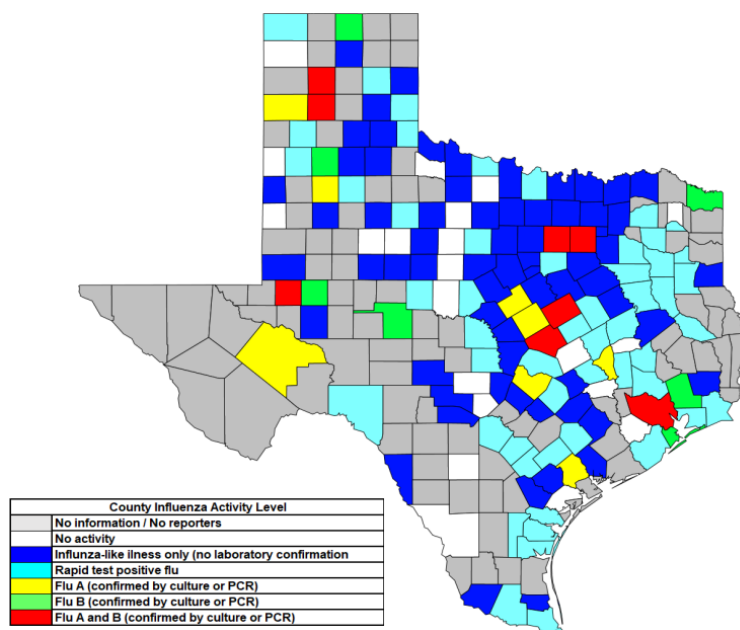 County Influenza Activity Level
No information / No reporters
No activity
Influnza-like ilness only (no laboratory confirmation
Rapid test positive flu
Flu A (confirmed by culture or PCR)
Flu B (confirmed by culture or PCR)
Flu A and B (confirmed by culture or PCR)